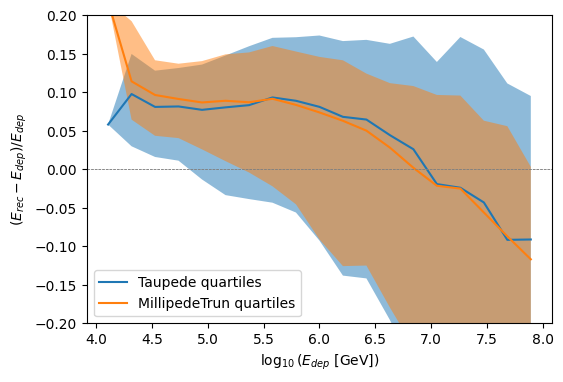 0.20
0.15
0.10
0.05
0.00
−0.05
−0.10
−0.15
−0.20
(E_rec − E_dep)/E_dep
Taupede quartiles
MillipedeTrun quartiles
4.0 4.5 5.0 5.5 6.0 6.5 7.0 7.5 8.0
log₁₀(E_dep [GeV])